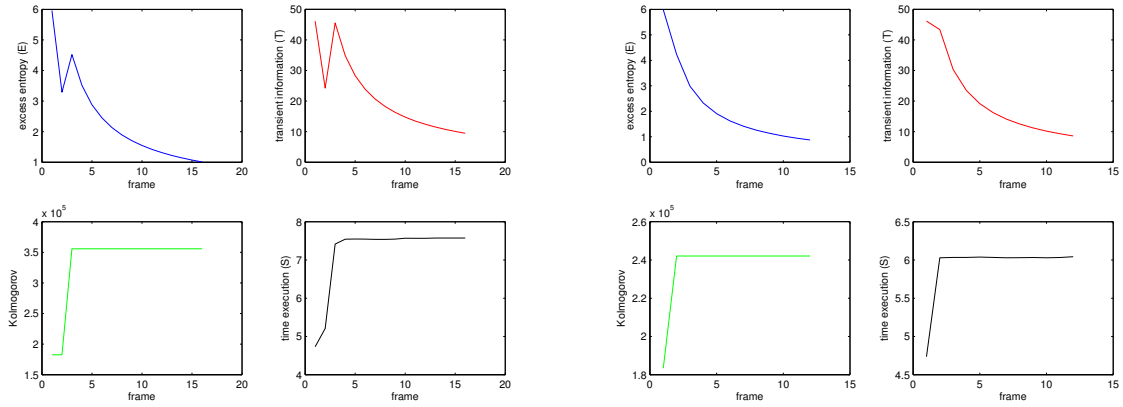 excess entropy (E)
6
5
4
3
2
1
0 5 10 15 20
frame
transient information (T)
50
40
30
20
10
0
0 5 10 15 20
frame
excess entropy (E)
6
5
4
3
2
1
0
0 5 10 15
frame
transient information (T)
50
40
30
20
10
0
0 5 10 15
frame
x 10^5
Kolmogorov
4
3.5
3
2.5
2
1.5
0 5 10 15 20
frame
time execution (S)
8
7
6
5
4
0 5 10 15 20
frame
x 10^5
Kolmogorov
2.6
2.4
2.2
2
1.8
0 5 10 15
frame
time execution (S)
6.5
6
5.5
5
4.5
0 5 10 15
frame